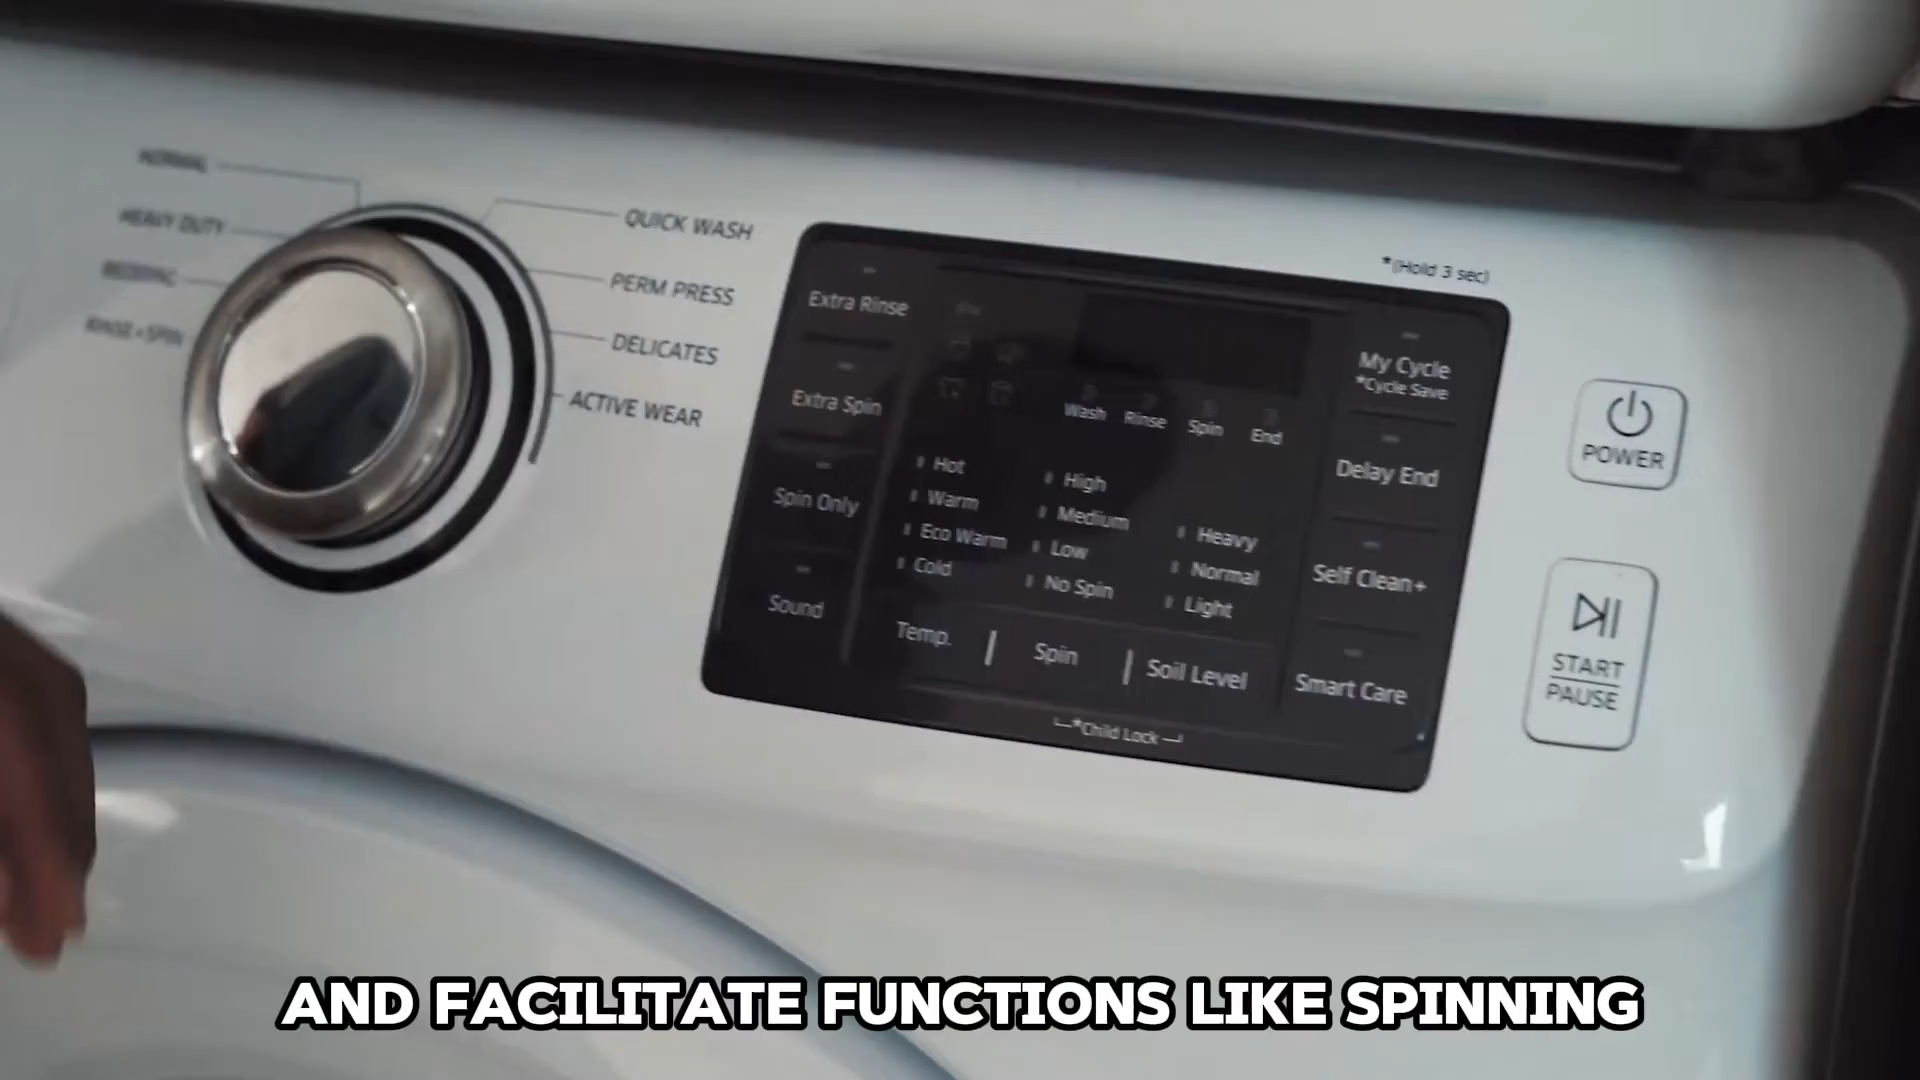 NORMAL
HEAVY DUTY
BEDDING
RINSE+SPIN
QUICK WASH
PERM PRESS
DELICATES
ACTIVE WEAR
*(Hold 3 sec)
Extra Rinse
Extra Spin
Spin Only
Sound
Wash Rinse Spin End
Hot
Warm
Eco Warm
Cold
High
Medium
Low
No Spin
Heavy
Normal
Light
Temp. | Spin | Soil Level
*Child Lock
My Cycle
*Cycle Save
Delay End
Self Clean+
Smart Care
POWER
START
PAUSE
AND FACILITATE FUNCTIONS LIKE SPINNING